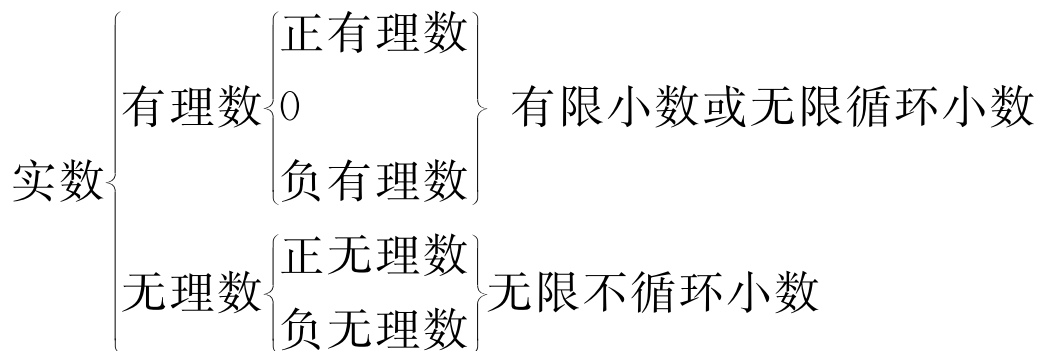 正有理数
有理数 0 有限小数或无限循环小数
负有理数
实数
正无理数
无理数 无限不循环小数
负无理数